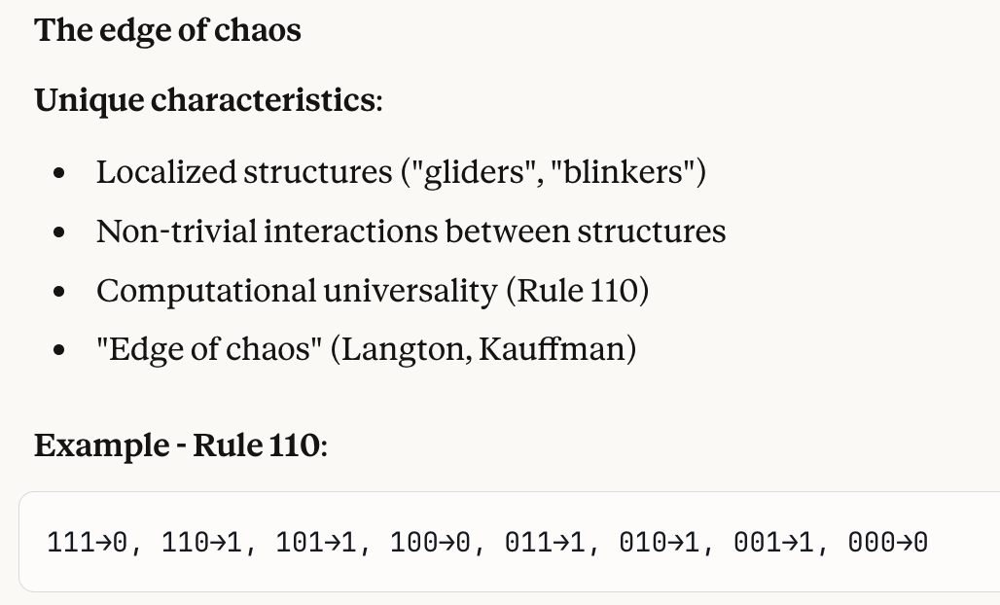 The edge of chaos
Unique characteristics:
• Localized structures ("gliders", "blinkers")
• Non-trivial interactions between structures
• Computational universality (Rule 110)
• "Edge of chaos" (Langton, Kauffman)
Example - Rule 110:
111→0, 110→1, 101→1, 100→0, 011→1, 010→1, 001→1, 000→0